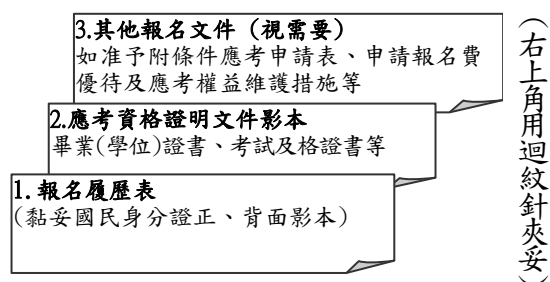 3.其他報名文件（視需要）
如准予附條件應考申請表、申請報名費
優待及應考權益維護措施等
2.應考資格證明文件影本
畢業(學位)證書、考試及格證書等
1. 報名履歷表
(黏妥國民身分證正、背面影本)
（右上角用迴紋針夾妥）